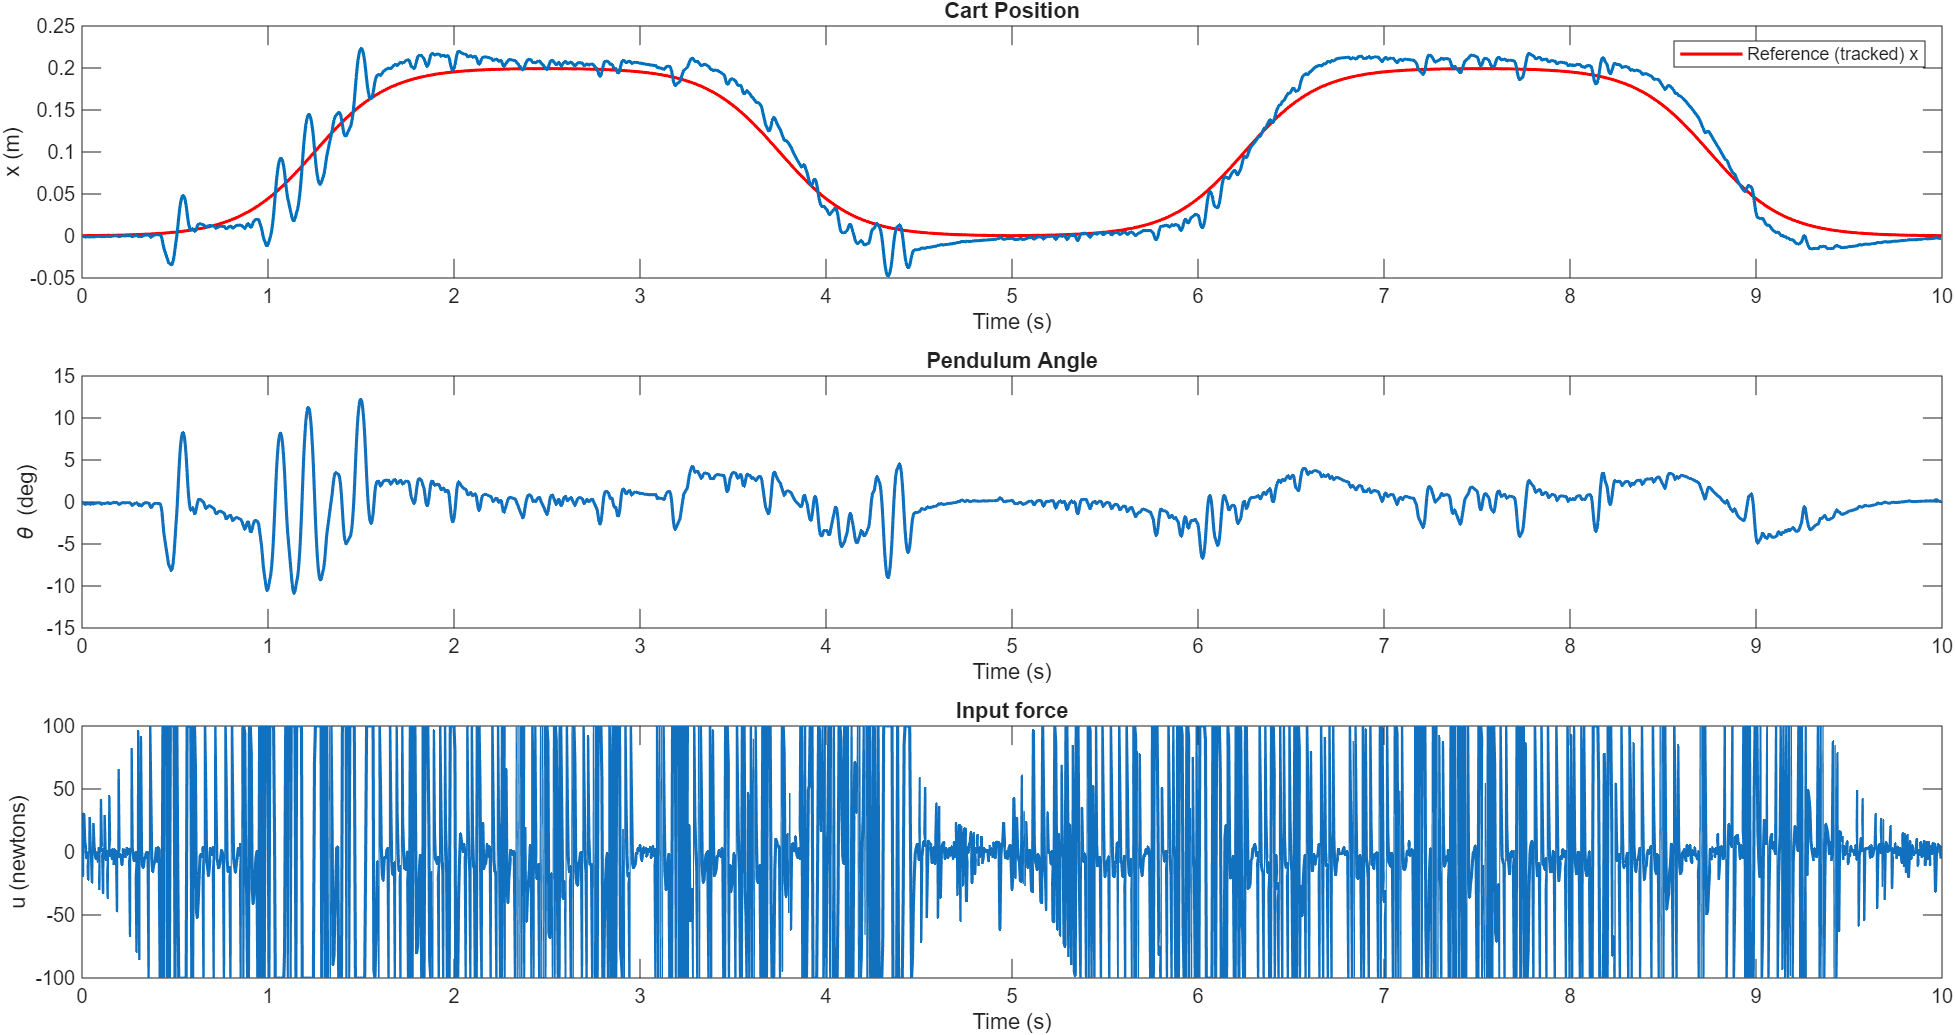 Cart Position
0.25
0.2
0.15
0.1
0.05
0
-0.05
x (m)
Reference (tracked) x
0 1 2 3 4 5 6 7 8 9 10
Time (s)
Pendulum Angle
15
10
5
0
-5
-10
-15
θ (deg)
0 1 2 3 4 5 6 7 8 9 10
Time (s)
Input force
100
50
0
-50
-100
u (newtons)
0 1 2 3 4 5 6 7 8 9 10
Time (s)